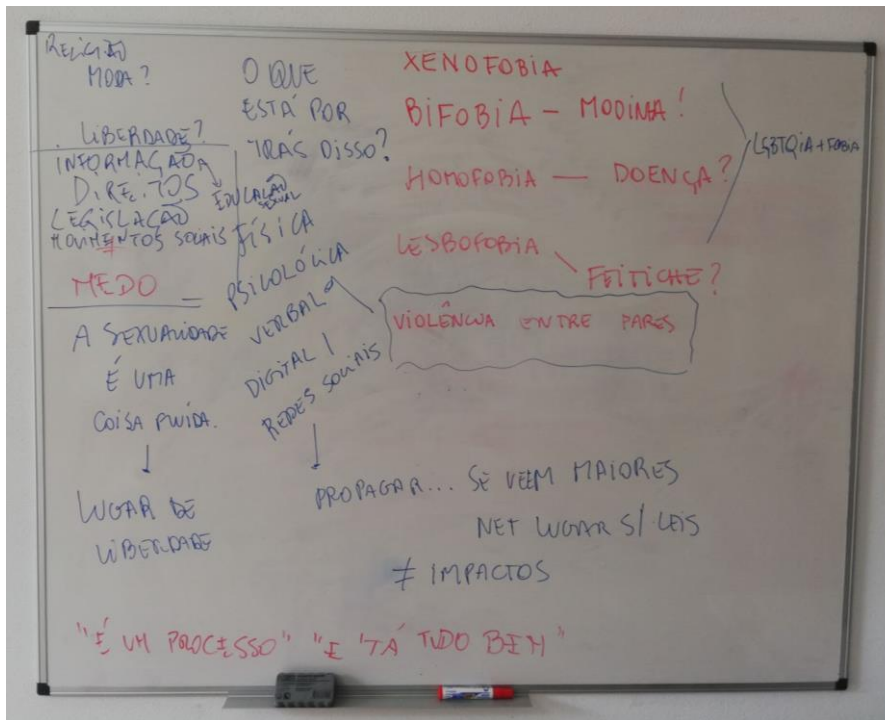 RELIGIÃO
MODA?
LIBERDADE?
INFORMAÇÃO
DIREITOS
EDUCAÇÃO
SEXUAL
LEGISLAÇÃO
MOVIMENTOS SOCIAIS
MEDO
A SEXUALIDADE
É UMA
COISA FLUÍDA.
LUGAR DE
LIBERDADE
O QUE
ESTÁ POR
TRÁS DISSO?
FÍSICA
PSICOLÓGICA
VERBAL
DIGITAL |
REDES SOCIAIS
XENOFOBIA
BIFOBIA - MODINHA!
HOMOFOBIA — DOENÇA?
LESBOFOBIA
FEITICHE?
LGBTQIA+FOBIA
VIOLÊNCIA ENTRE PARES
PROPAGAR... SE VEEM MAIORES
NET LUGAR S/ LEIS
≠ IMPACTOS
"É UM PROCESSO" "E 'TÁ TUDO BEM"